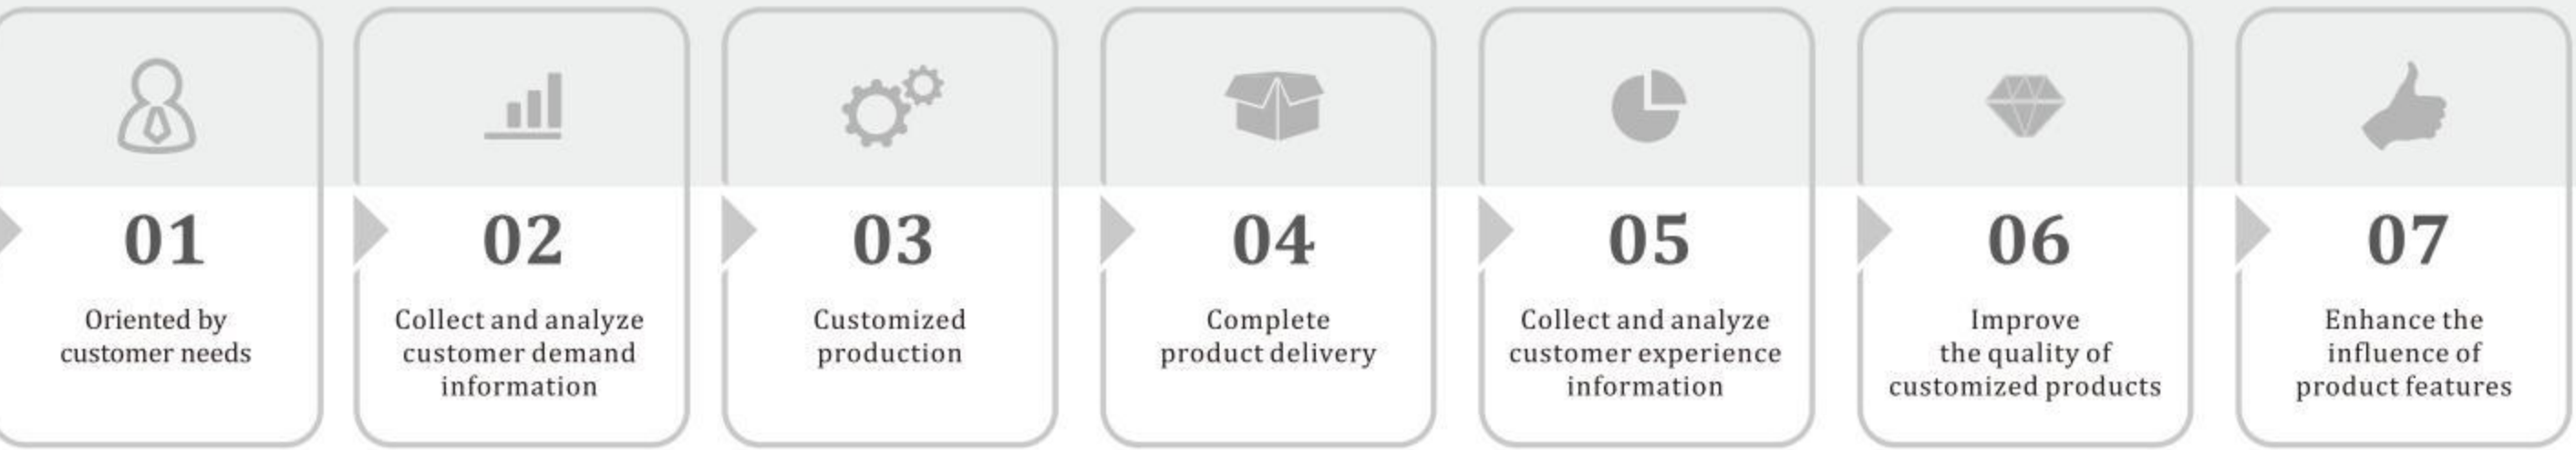 01
Oriented by
customer needs
02
Collect and analyze
customer demand
information
03
Customized
production
04
Complete
product delivery
05
Collect and analyze
customer experience
information
06
Improve
the quality of
customized products
07
Enhance the
influence of
product features